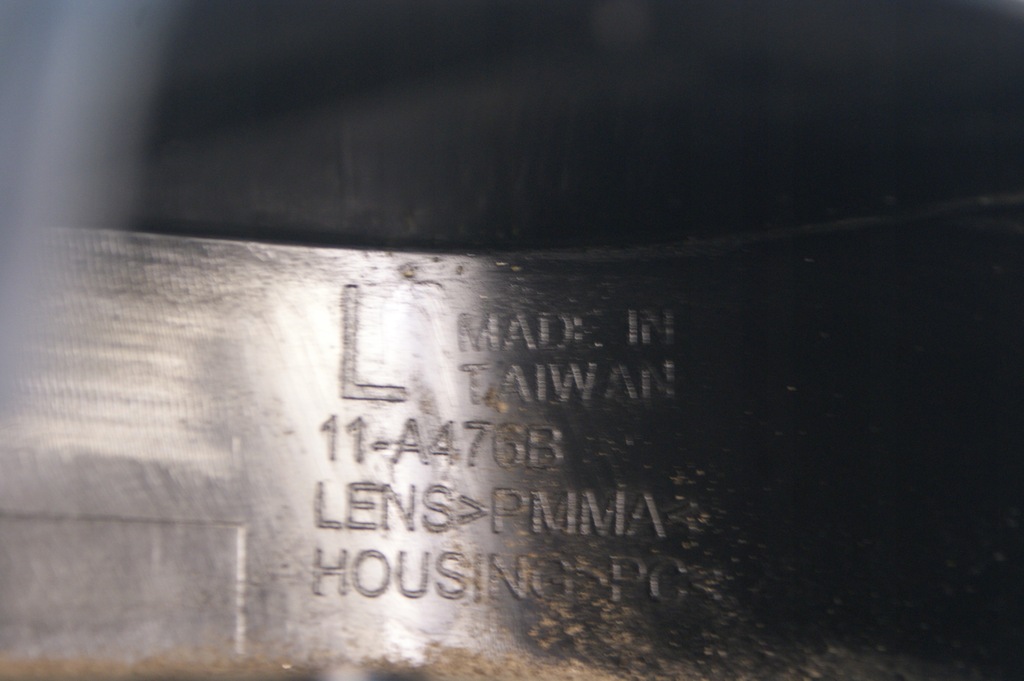 L MADE IN
TAIWAN
11-A476B
LENS>PMMA<
HOUSING>PC<